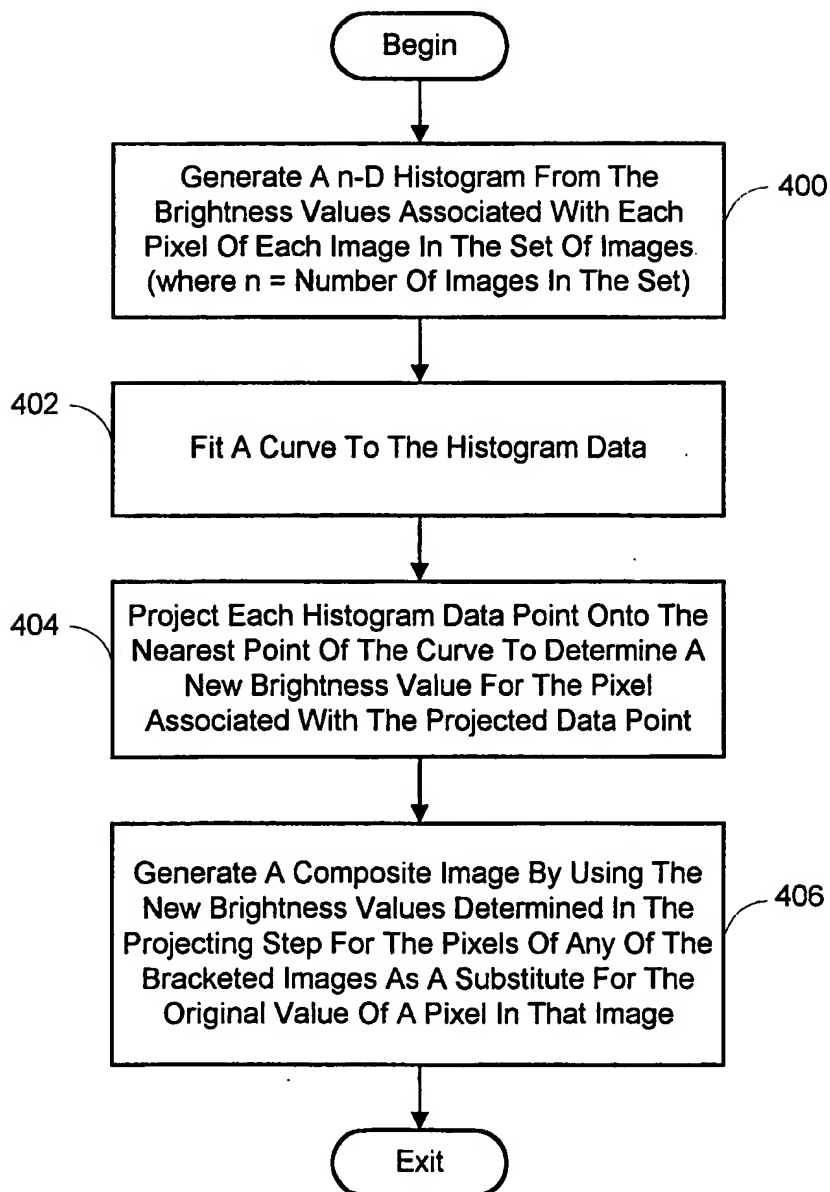 Begin
Generate A n-D Histogram From The
Brightness Values Associated With Each
Pixel Of Each Image In The Set Of Images
(where n = Number Of Images In The Set)
400
402
Fit A Curve To The Histogram Data
404
Project Each Histogram Data Point Onto The
Nearest Point Of The Curve To Determine A
New Brightness Value For The Pixel
Associated With The Projected Data Point
Generate A Composite Image By Using The
New Brightness Values Determined In The
Projecting Step For The Pixels Of Any Of The
Bracketed Images As A Substitute For The
Original Value Of A Pixel In That Image
406
Exit